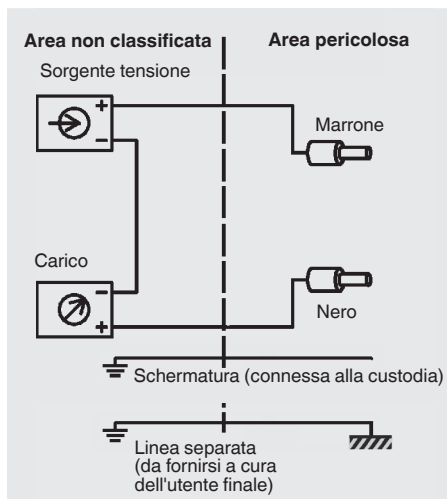 Area non classificata
Area pericolosa
Sorgente tensione
+
−
Marrone
Carico
−
+
Nero
Schermatura (connessa alla custodia)
Linea separata
(da fornirsi a cura
dell'utente finale)